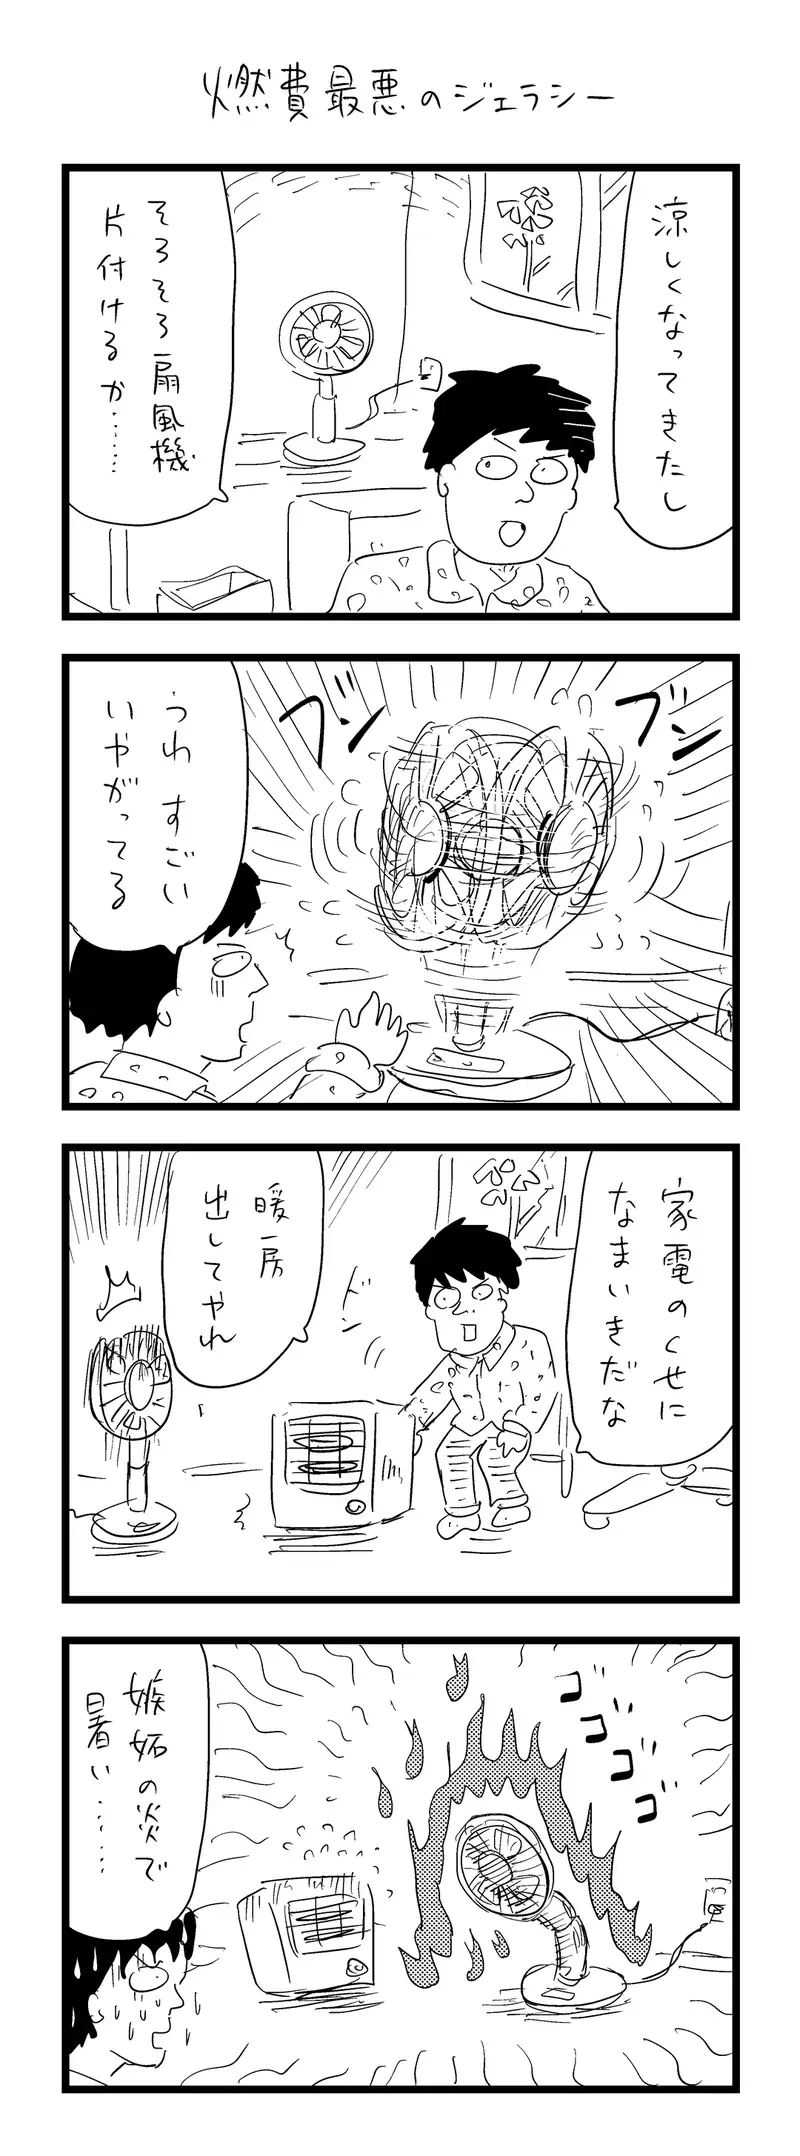 燃費最悪のジェラシー
涼しくなってきたし
そろそろ扇風機
片付けるか……
ブン
ブン
うわ すごい
いやがってる
家電のくせに
なまいきだな
暖房
出してやれ
ドン
ゴゴゴゴ
嫉妬の炎で
暑い……